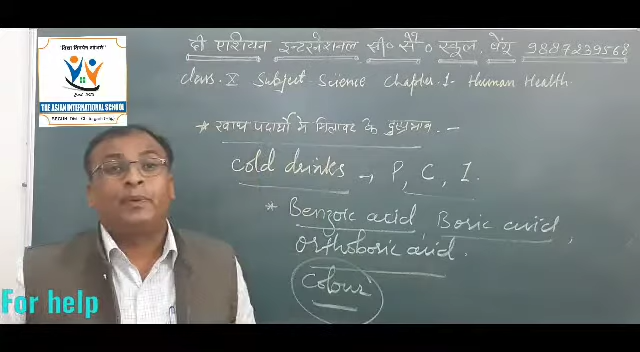 दी एशियन इन्टरनेशनल सी० सै० स्कूल, बेंगू 9887239568
Class. X Subject Science Chapter.1- Human Health
* खाद्य पदार्थों में मिलावट के दुष्प्रभाव. -
Cold drinks → P, C, I.
* Benzoic acid, Boric acid,
Orthoboric acid.
Colour
THE ASIAN INTERNATIONAL SCHOOL
For help